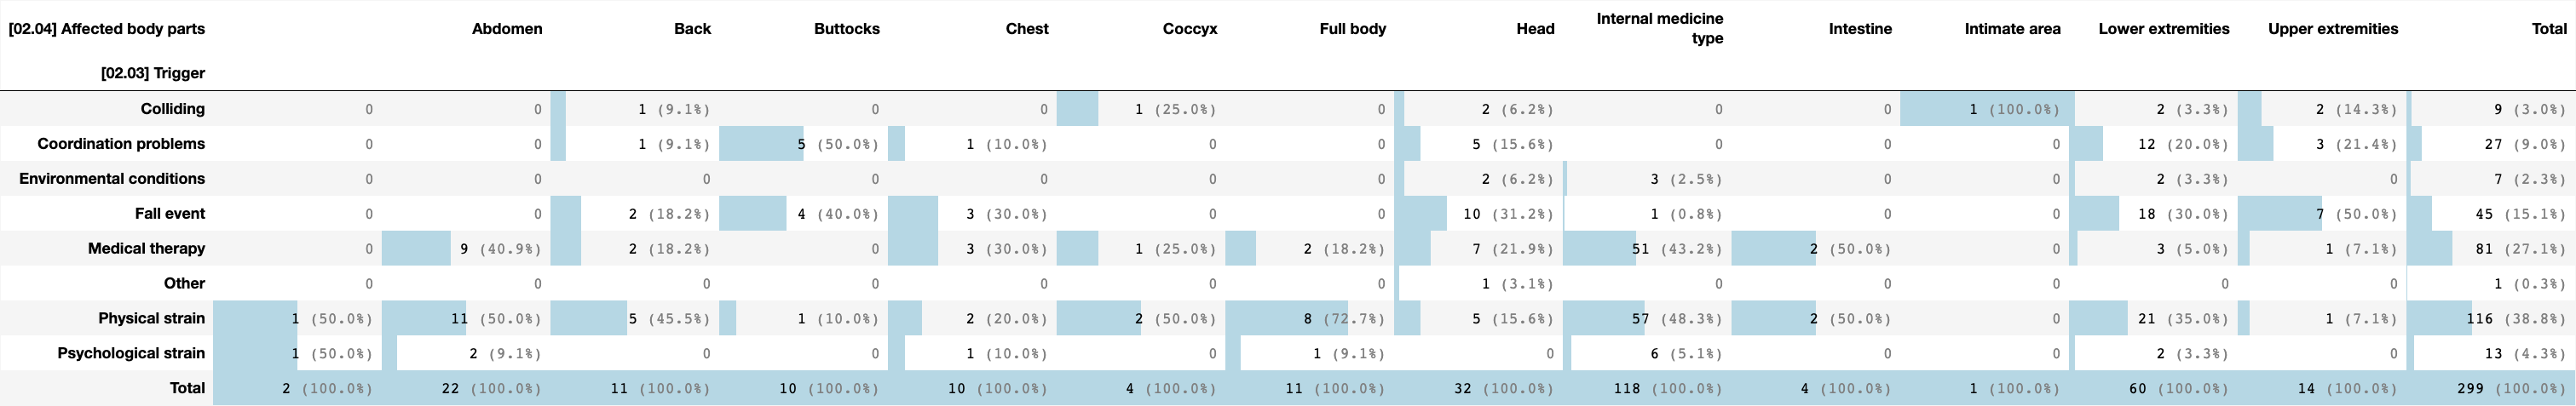 [02.04] Affected body parts Abdomen Back Buttocks Chest Coccyx Full body Head Internal medicine type Intestine Intimate area Lower extremities Upper extremities Total
[02.03] Trigger
Colliding 0 0 1 (9.1%) 0 0 1 (25.0%) 0 2 (6.2%) 0 0 1 (100.0%) 2 (3.3%) 2 (14.3%) 9 (3.0%)
Coordination problems 0 0 1 (9.1%) 5 (50.0%) 1 (10.0%) 0 0 5 (15.6%) 0 0 0 12 (20.0%) 3 (21.4%) 27 (9.0%)
Environmental conditions 0 0 0 0 0 0 0 2 (6.2%) 3 (2.5%) 0 0 2 (3.3%) 0 7 (2.3%)
Fall event 0 0 2 (18.2%) 4 (40.0%) 3 (30.0%) 0 0 10 (31.2%) 1 (0.8%) 0 0 18 (30.0%) 7 (50.0%) 45 (15.1%)
Medical therapy 0 9 (40.9%) 2 (18.2%) 0 3 (30.0%) 1 (25.0%) 2 (18.2%) 7 (21.9%) 51 (43.2%) 2 (50.0%) 0 3 (5.0%) 1 (7.1%) 81 (27.1%)
Other 0 0 0 0 0 0 0 1 (3.1%) 0 0 0 0 0 1 (0.3%)
Physical strain 1 (50.0%) 11 (50.0%) 5 (45.5%) 1 (10.0%) 2 (20.0%) 2 (50.0%) 8 (72.7%) 5 (15.6%) 57 (48.3%) 2 (50.0%) 0 21 (35.0%) 1 (7.1%) 116 (38.8%)
Psychological strain 1 (50.0%) 2 (9.1%) 0 0 1 (10.0%) 0 1 (9.1%) 0 6 (5.1%) 0 0 2 (3.3%) 0 13 (4.3%)
Total 2 (100.0%) 22 (100.0%) 11 (100.0%) 10 (100.0%) 10 (100.0%) 4 (100.0%) 11 (100.0%) 32 (100.0%) 118 (100.0%) 4 (100.0%) 1 (100.0%) 60 (100.0%) 14 (100.0%) 299 (100.0%)